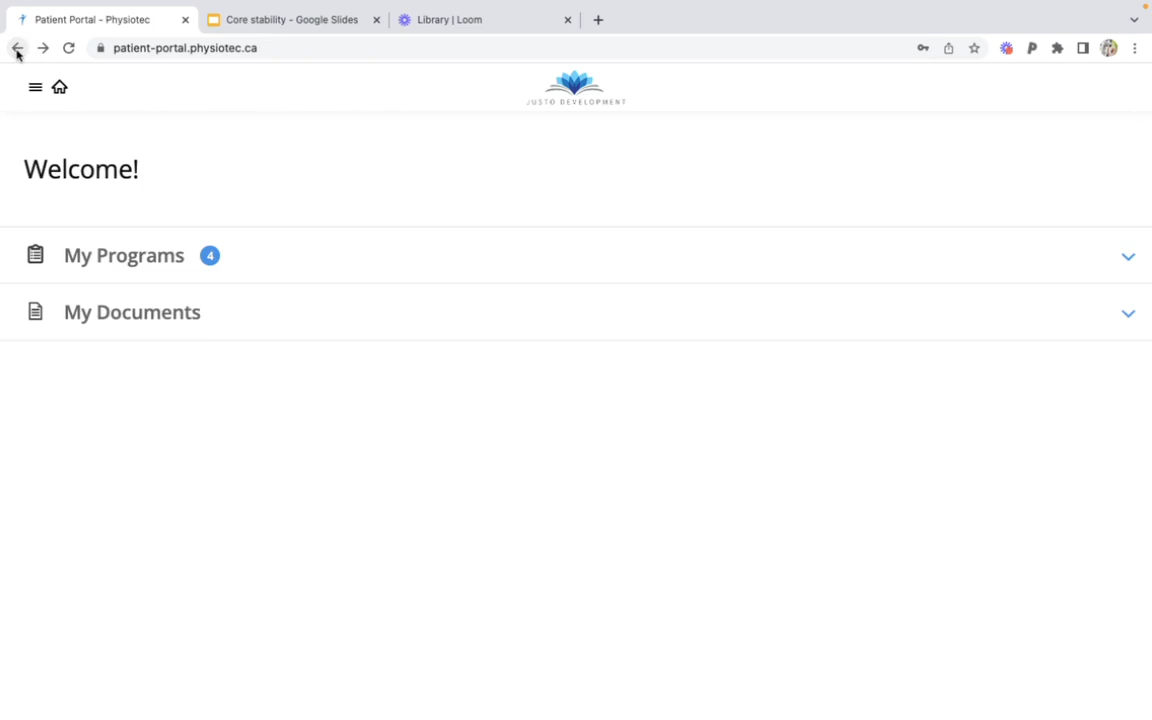 Patient Portal - Physiotec
Core stability - Google Slides
Library | Loom
patient-portal.physiotec.ca
JUSTO DEVELOPMENT
Welcome!
My Programs 4
My Documents